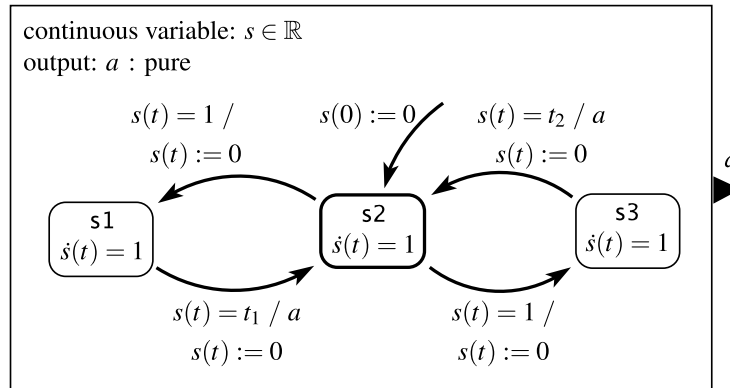 continuous variable: s ∈ ℝ
output: a : pure
s(t) = 1 /
s(t) := 0
s(0) := 0
s(t) = t₂ / a
s(t) := 0
s1
ṡ(t) = 1
s2
ṡ(t) = 1
s3
ṡ(t) = 1
s(t) = t₁ / a
s(t) := 0
s(t) = 1 /
s(t) := 0